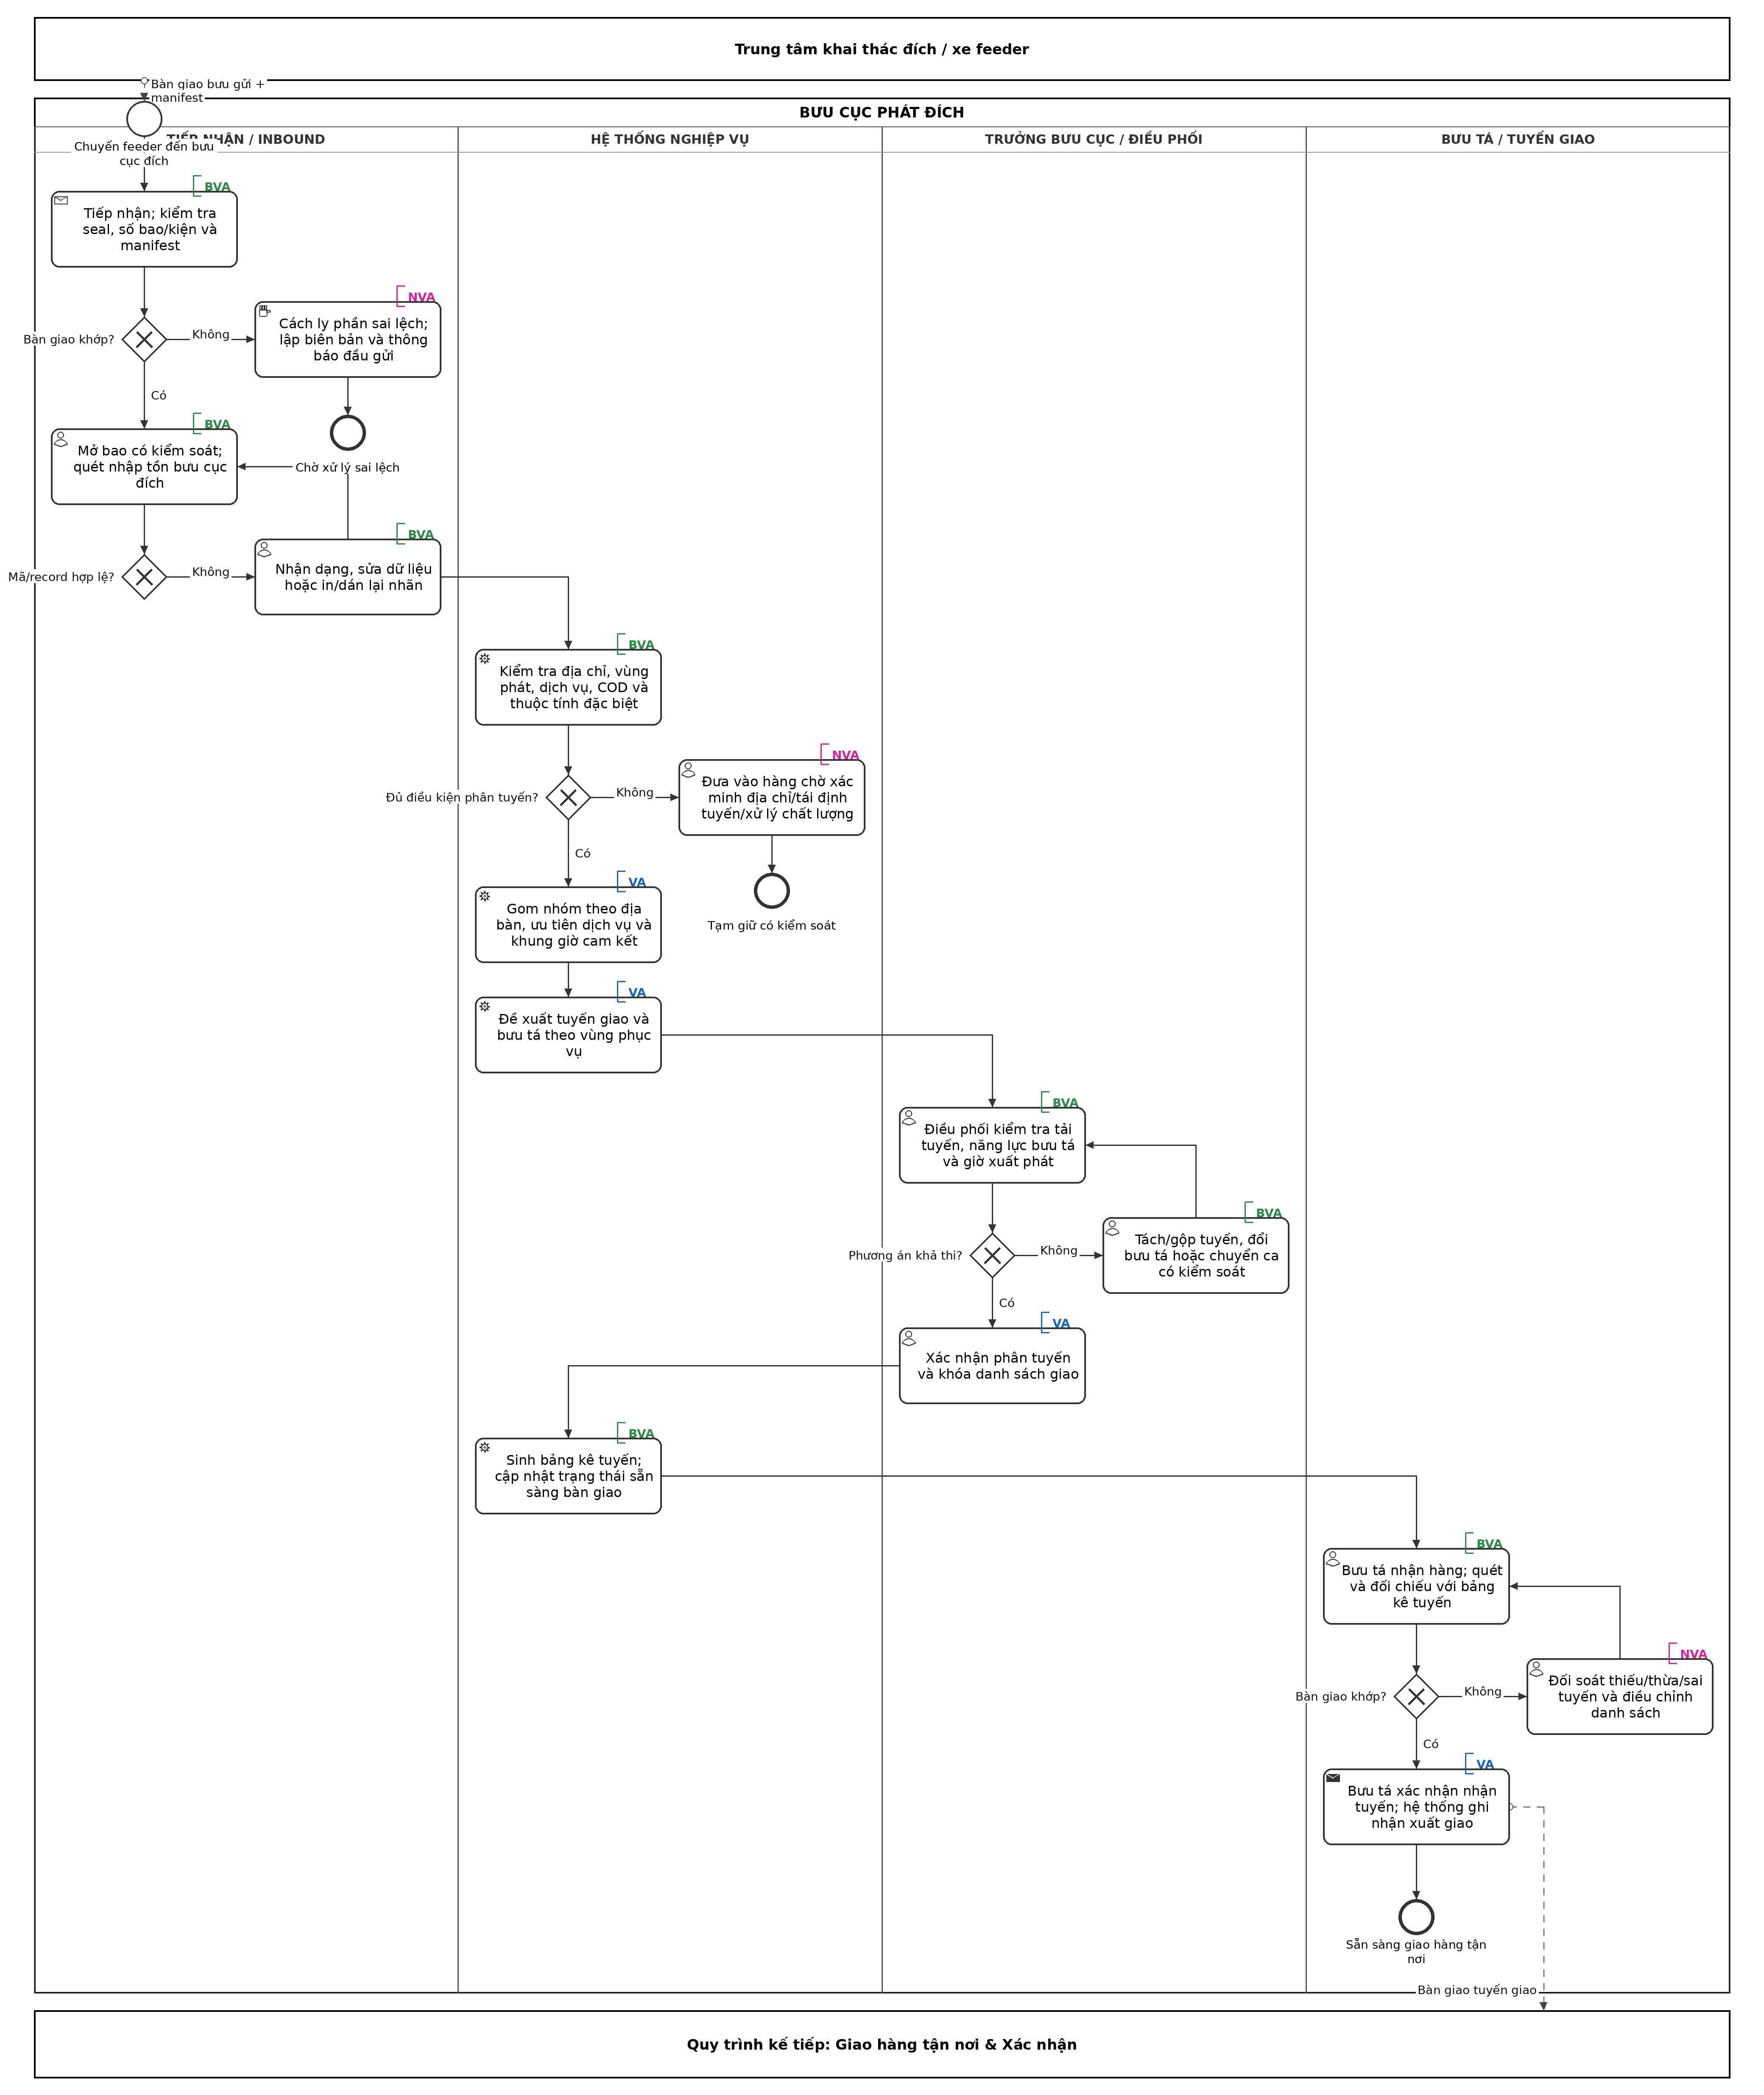 Trung tâm khai thác đích / xe feeder
Bàn giao bưu gửi +
manifest
BƯU CỤC PHÁT ĐÍCH
TIẾP NHẬN / INBOUND
HỆ THỐNG NGHIỆP VỤ
TRƯỞNG BƯU CỤC / ĐIỀU PHỐI
BƯU TÁ / TUYẾN GIAO
Chuyến feeder đến bưu
cục đích
BVA
Tiếp nhận; kiểm tra
seal, số bao/kiện và
manifest
NVA
Cách ly phần sai lệch;
lập biên bản và thông
báo đầu gửi
Bàn giao khớp?
Không
Có
BVA
Mở bao có kiểm soát;
quét nhập tồn bưu cục
đích
Chờ xử lý sai lệch
BVA
Nhận dạng, sửa dữ liệu
hoặc in/dán lại nhãn
Mã/record hợp lệ?
Không
BVA
Kiểm tra địa chỉ, vùng
phát, dịch vụ, COD và
thuộc tính đặc biệt
NVA
Đưa vào hàng chờ xác
minh địa chỉ/tái định
tuyến/xử lý chất lượng
Đủ điều kiện phân tuyến?
Không
Có
VA
Gom nhóm theo địa
bàn, ưu tiên dịch vụ và
khung giờ cam kết
Tạm giữ có kiểm soát
VA
Đề xuất tuyến giao và
bưu tá theo vùng phục
vụ
BVA
Điều phối kiểm tra tải
tuyến, năng lực bưu tá
và giờ xuất phát
BVA
Tách/gộp tuyến, đổi
bưu tá hoặc chuyển ca
có kiểm soát
Phương án khả thi?
Không
Có
VA
Xác nhận phân tuyến
và khóa danh sách giao
BVA
Sinh bảng kê tuyến;
cập nhật trạng thái sẵn
sàng bàn giao
BVA
Bưu tá nhận hàng; quét
và đối chiếu với bảng
kê tuyến
NVA
Đối soát thiếu/thừa/sai
tuyến và điều chỉnh
danh sách
Bàn giao khớp?
Không
Có
VA
Bưu tá xác nhận nhận
tuyến; hệ thống ghi
nhận xuất giao
Sẵn sàng giao hàng tận
nơi
Bàn giao tuyến giao
Quy trình kế tiếp: Giao hàng tận nơi & Xác nhận